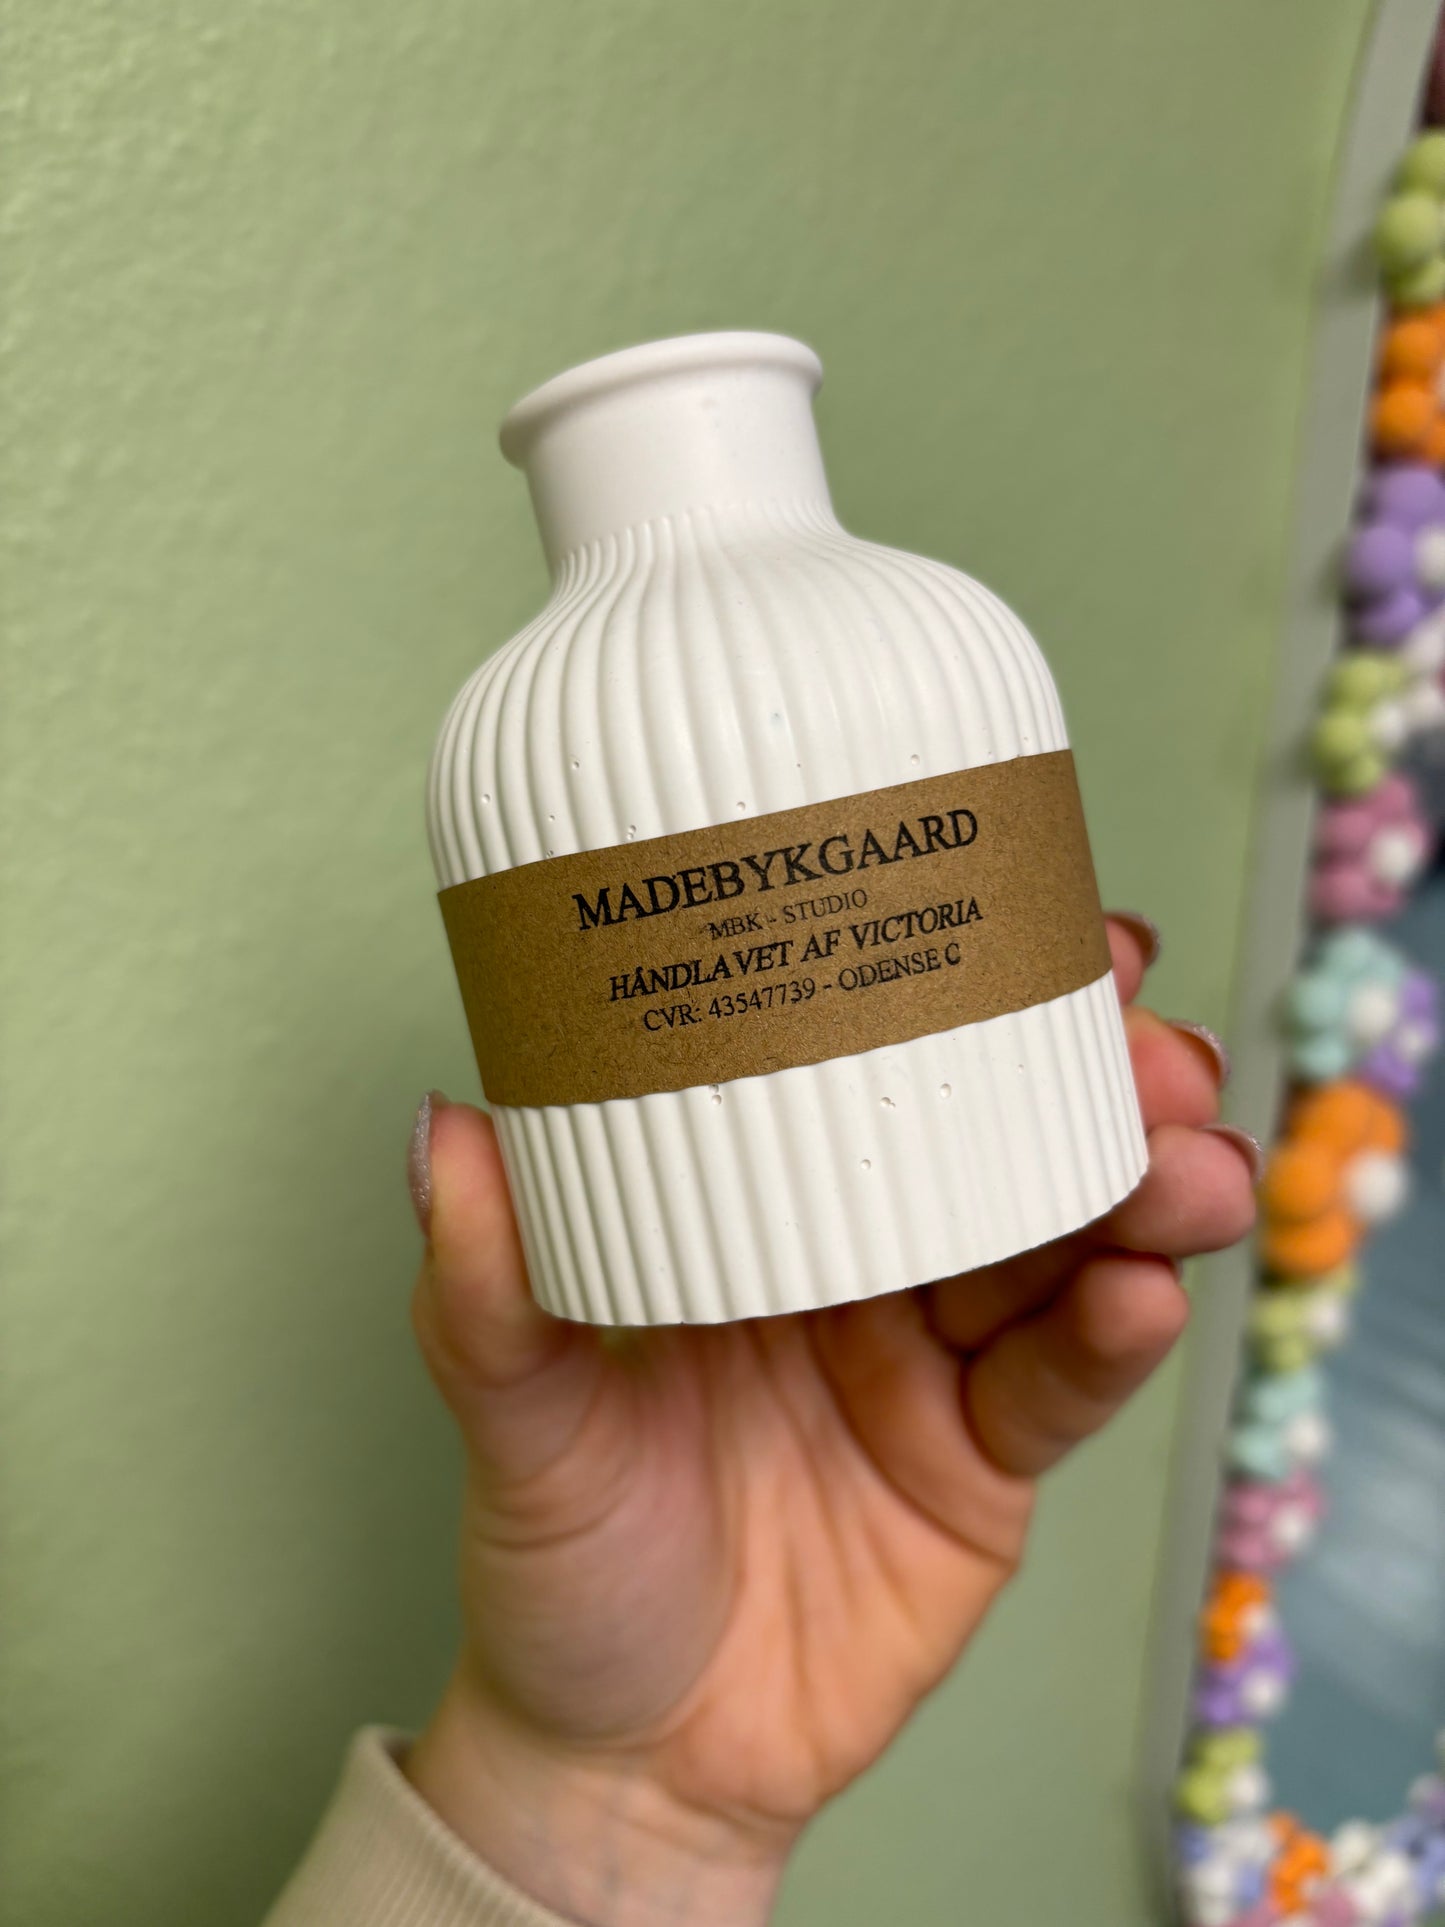 MADEBYKGAARD
MBK - STUDIO
HÅNDLAVET AF VICTORIA
CVR: 43547739 - ODENSE C